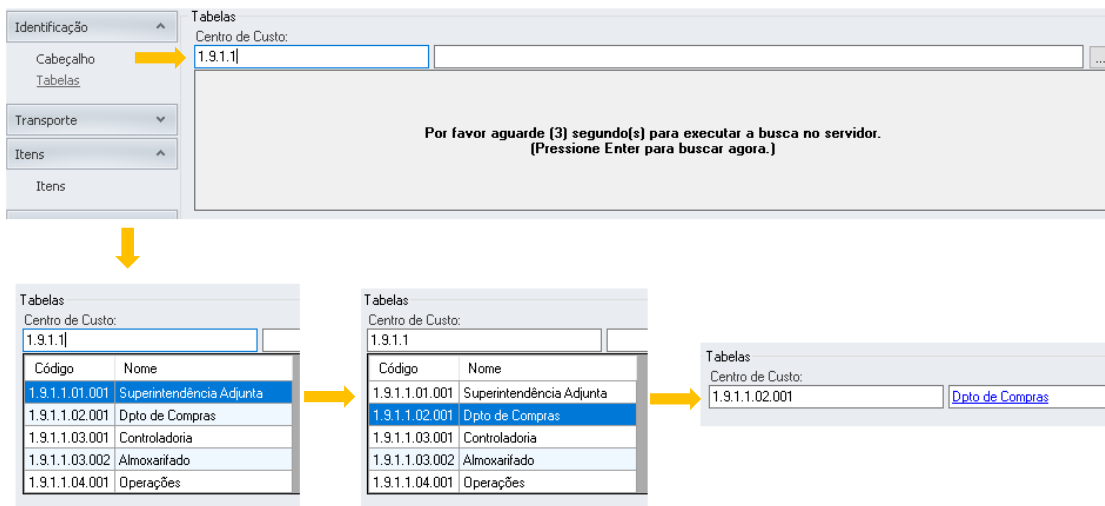 Identificação
Cabeçalho
Tabelas
Transporte
Itens
Itens
Tabelas
Centro de Custo:
1.9.1.1
...
Por favor aguarde (3) segundo(s) para executar a busca no servidor.
(Pressione Enter para buscar agora.)
Tabelas
Centro de Custo:
1.9.1.1
Código Nome
1.9.1.1.01.001 Superintendência Adjunta
1.9.1.1.02.001 Dpto de Compras
1.9.1.1.03.001 Controladoria
1.9.1.1.03.002 Almoxarifado
1.9.1.1.04.001 Operações
Tabelas
Centro de Custo:
1.9.1.1
Código Nome
1.9.1.1.01.001 Superintendência Adjunta
1.9.1.1.02.001 Dpto de Compras
1.9.1.1.03.001 Controladoria
1.9.1.1.03.002 Almoxarifado
1.9.1.1.04.001 Operações
Tabelas
Centro de Custo:
1.9.1.1.02.001 Dpto de Compras